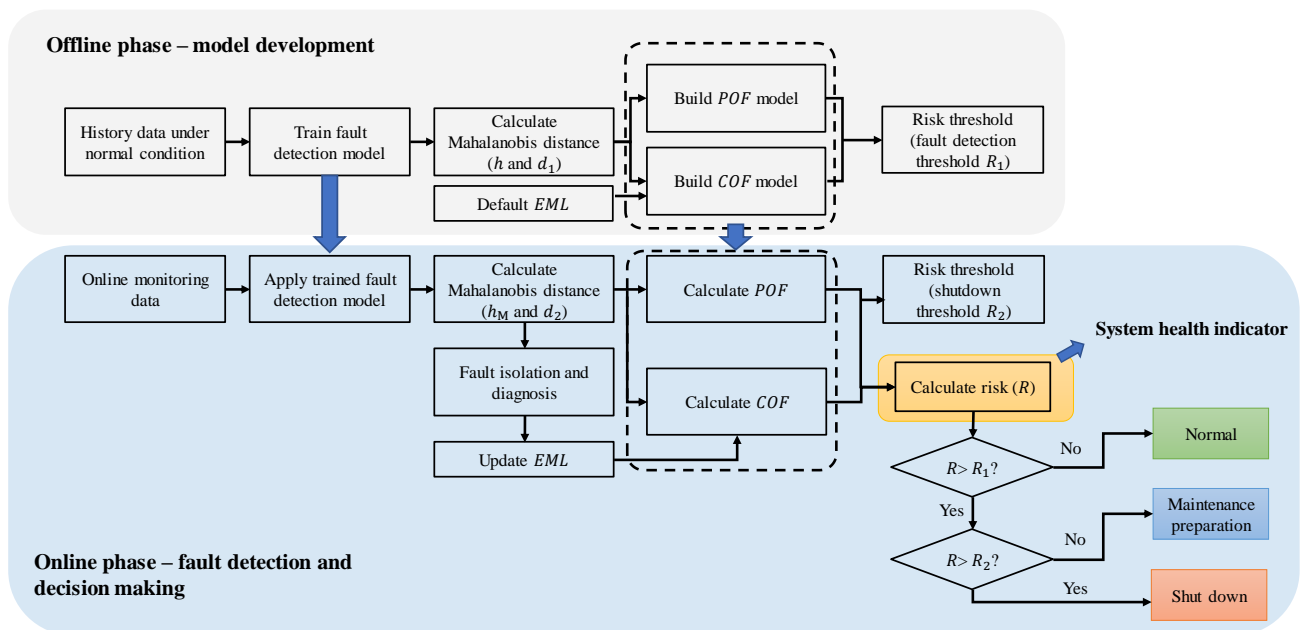 Offline phase – model development
History data under
normal condition
Train fault
detection model
Calculate
Mahalanobis distance
(h and d₁)
Default EML
Build POF model
Build COF model
Risk threshold
(fault detection
threshold R₁)
Online monitoring
data
Apply trained fault
detection model
Calculate
Mahalanobis distance
(h_M and d₂)
Fault isolation and
diagnosis
Update EML
Calculate POF
Calculate COF
Risk threshold
(shutdown
threshold R₂)
System health indicator
Calculate risk (R)
R> R₁?
No
Normal
Yes
R> R₂?
No
Maintenance
preparation
Yes
Shut down
Online phase – fault detection and
decision making